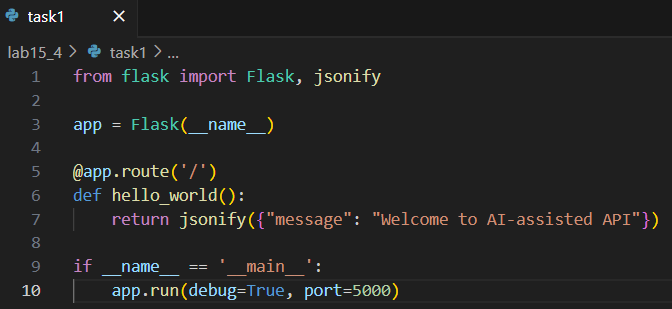 task1
lab15_4 > task1 > ...
1 from flask import Flask, jsonify
2
3 app = Flask(__name__)
4
5 @app.route('/')
6 def hello_world():
7     return jsonify({"message": "Welcome to AI-assisted API"})
8
9 if __name__ == '__main__':
10     app.run(debug=True, port=5000)